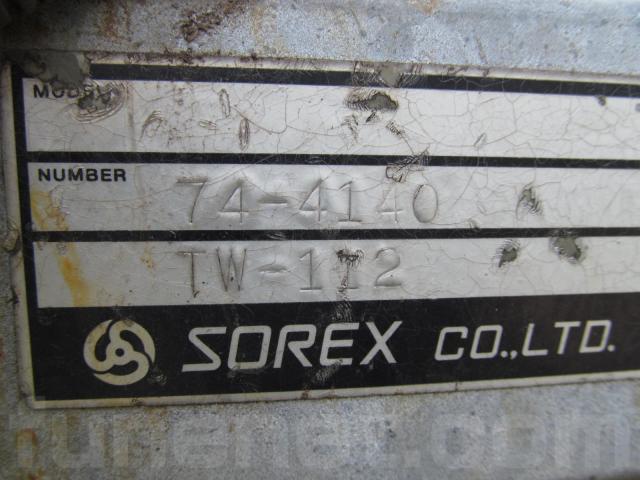 MODEL
NUMBER 74-4140
TW-112
SOREX CO.,LTD.